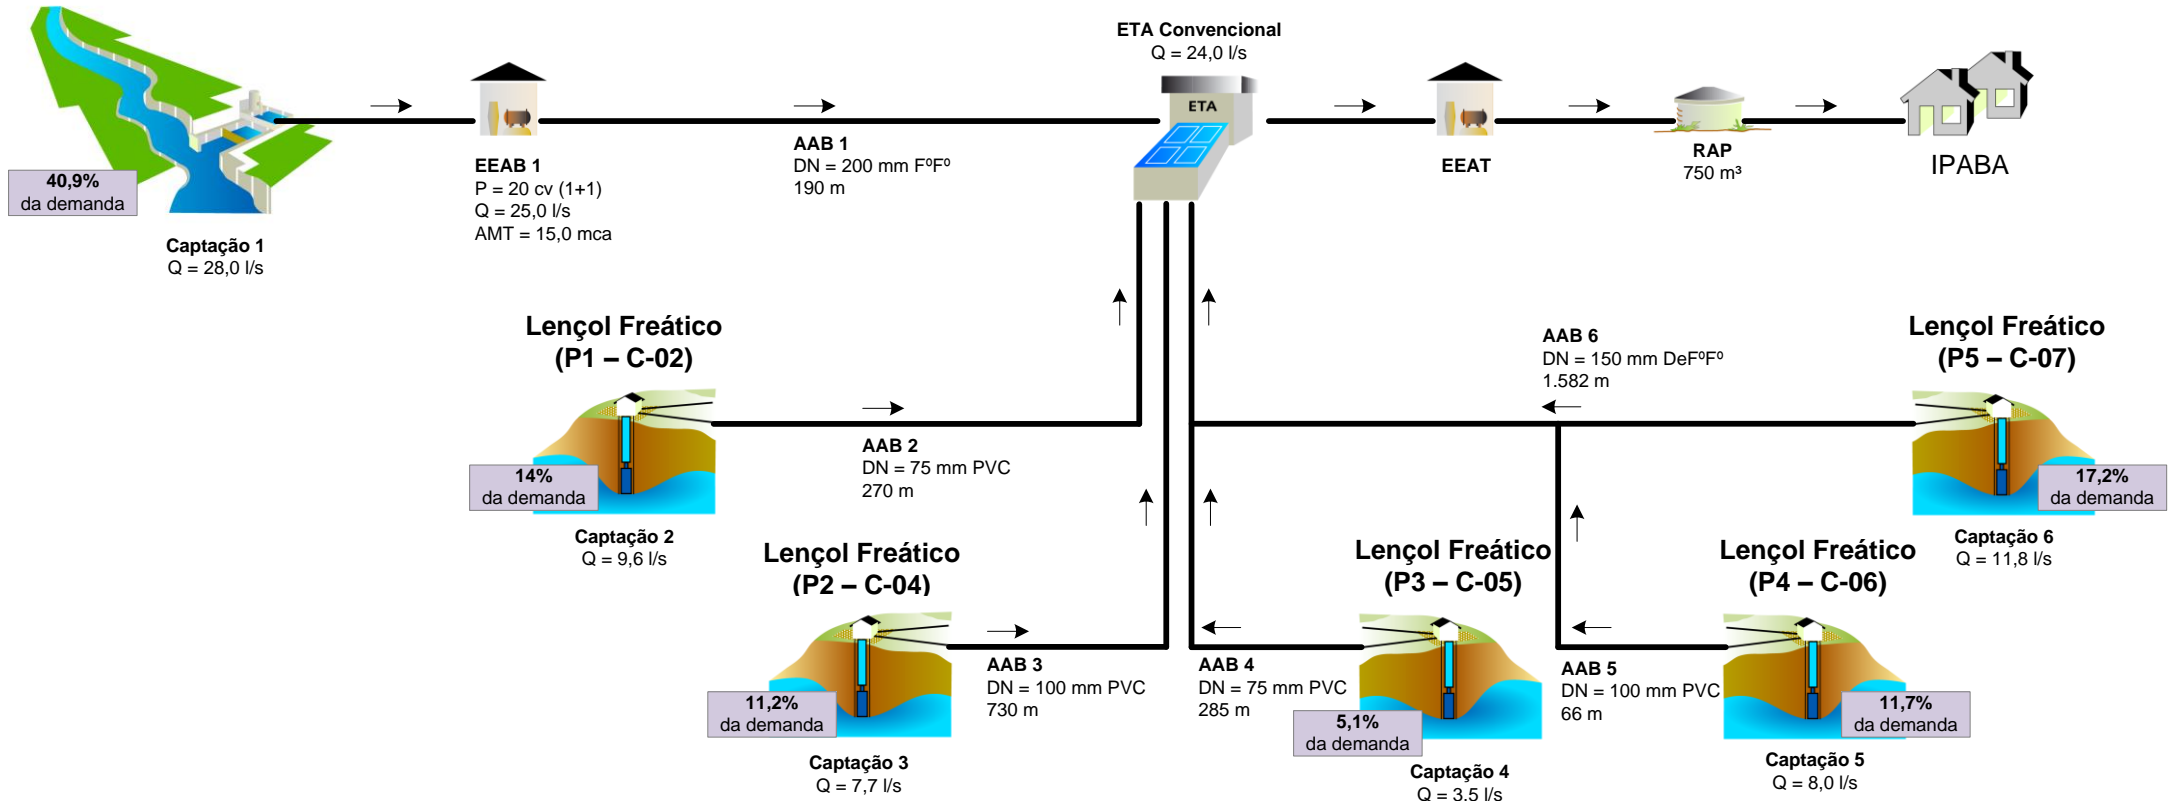 ETA Convencional
Q = 24,0 l/s
ETA
40,9%
da demanda
Captação 1
Q = 28,0 l/s
EEAB 1
P = 20 cv (1+1)
Q = 25,0 l/s
AMT = 15,0 mca
AAB 1
DN = 200 mm FºFº
190 m
EEAT
RAP
750 m³
IPABA
Lençol Freático
(P1 – C-02)
14%
da demanda
Captação 2
Q = 9,6 l/s
AAB 2
DN = 75 mm PVC
270 m
AAB 6
DN = 150 mm DeFºFº
1.582 m
Lençol Freático
(P5 – C-07)
17,2%
da demanda
Captação 6
Q = 11,8 l/s
Lençol Freático
(P2 – C-04)
11,2%
da demanda
Captação 3
Q = 7,7 l/s
AAB 3
DN = 100 mm PVC
730 m
AAB 4
DN = 75 mm PVC
285 m
Lençol Freático
(P3 – C-05)
5,1%
da demanda
Captação 4
Q = 3,5 l/s
AAB 5
DN = 100 mm PVC
66 m
Lençol Freático
(P4 – C-06)
11,7%
da demanda
Captação 5
Q = 8,0 l/s